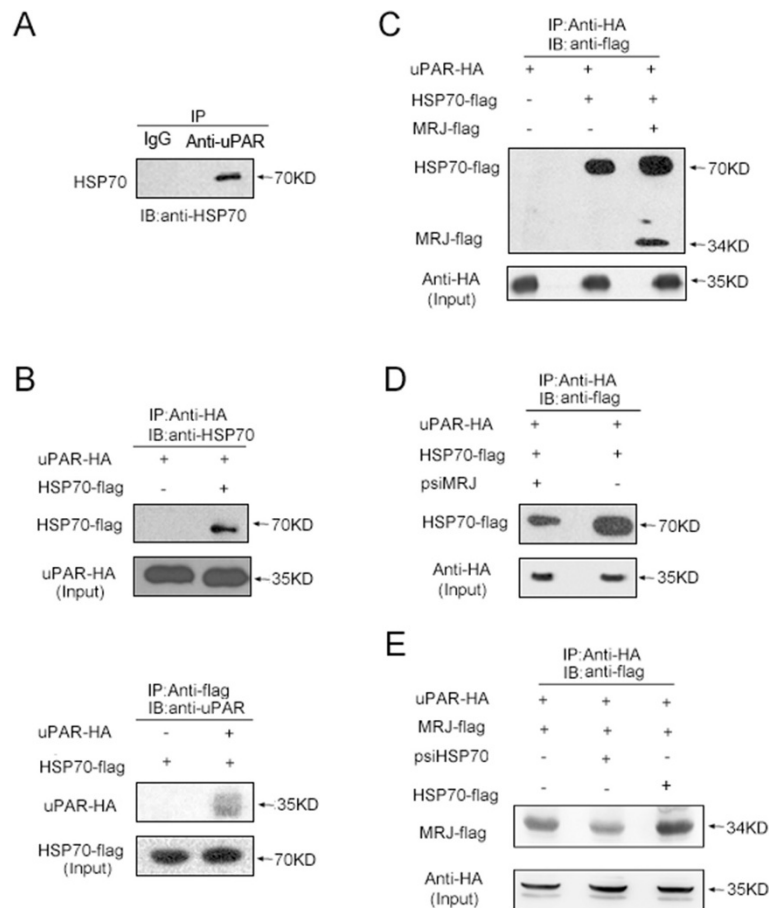 A
IP
IgG Anti-uPAR
HSP70 ←70KD
IB:anti-HSP70
B
IP:Anti-HA
IB:anti-HSP70
uPAR-HA + +
HSP70-flag - +
HSP70-flag ←70KD
uPAR-HA ←35KD
(Input)
IP:Anti-flag
IB:anti-uPAR
uPAR-HA - +
HSP70-flag + +
uPAR-HA ←35KD
HSP70-flag ←70KD
(Input)
C
IP:Anti-HA
IB:anti-flag
uPAR-HA + + +
HSP70-flag - + +
MRJ-flag - - +
HSP70-flag ←70KD
MRJ-flag ←34KD
Anti-HA ←35KD
(Input)
D
IP:Anti-HA
IB:anti-flag
uPAR-HA + +
HSP70-flag + +
psiMRJ + -
HSP70-flag ←70KD
Anti-HA ←35KD
(Input)
E
IP:Anti-HA
IB:anti-flag
uPAR-HA + + +
MRJ-flag + + +
psiHSP70 - + -
HSP70-flag - - +
MRJ-flag ←34KD
Anti-HA ←35KD
(Input)